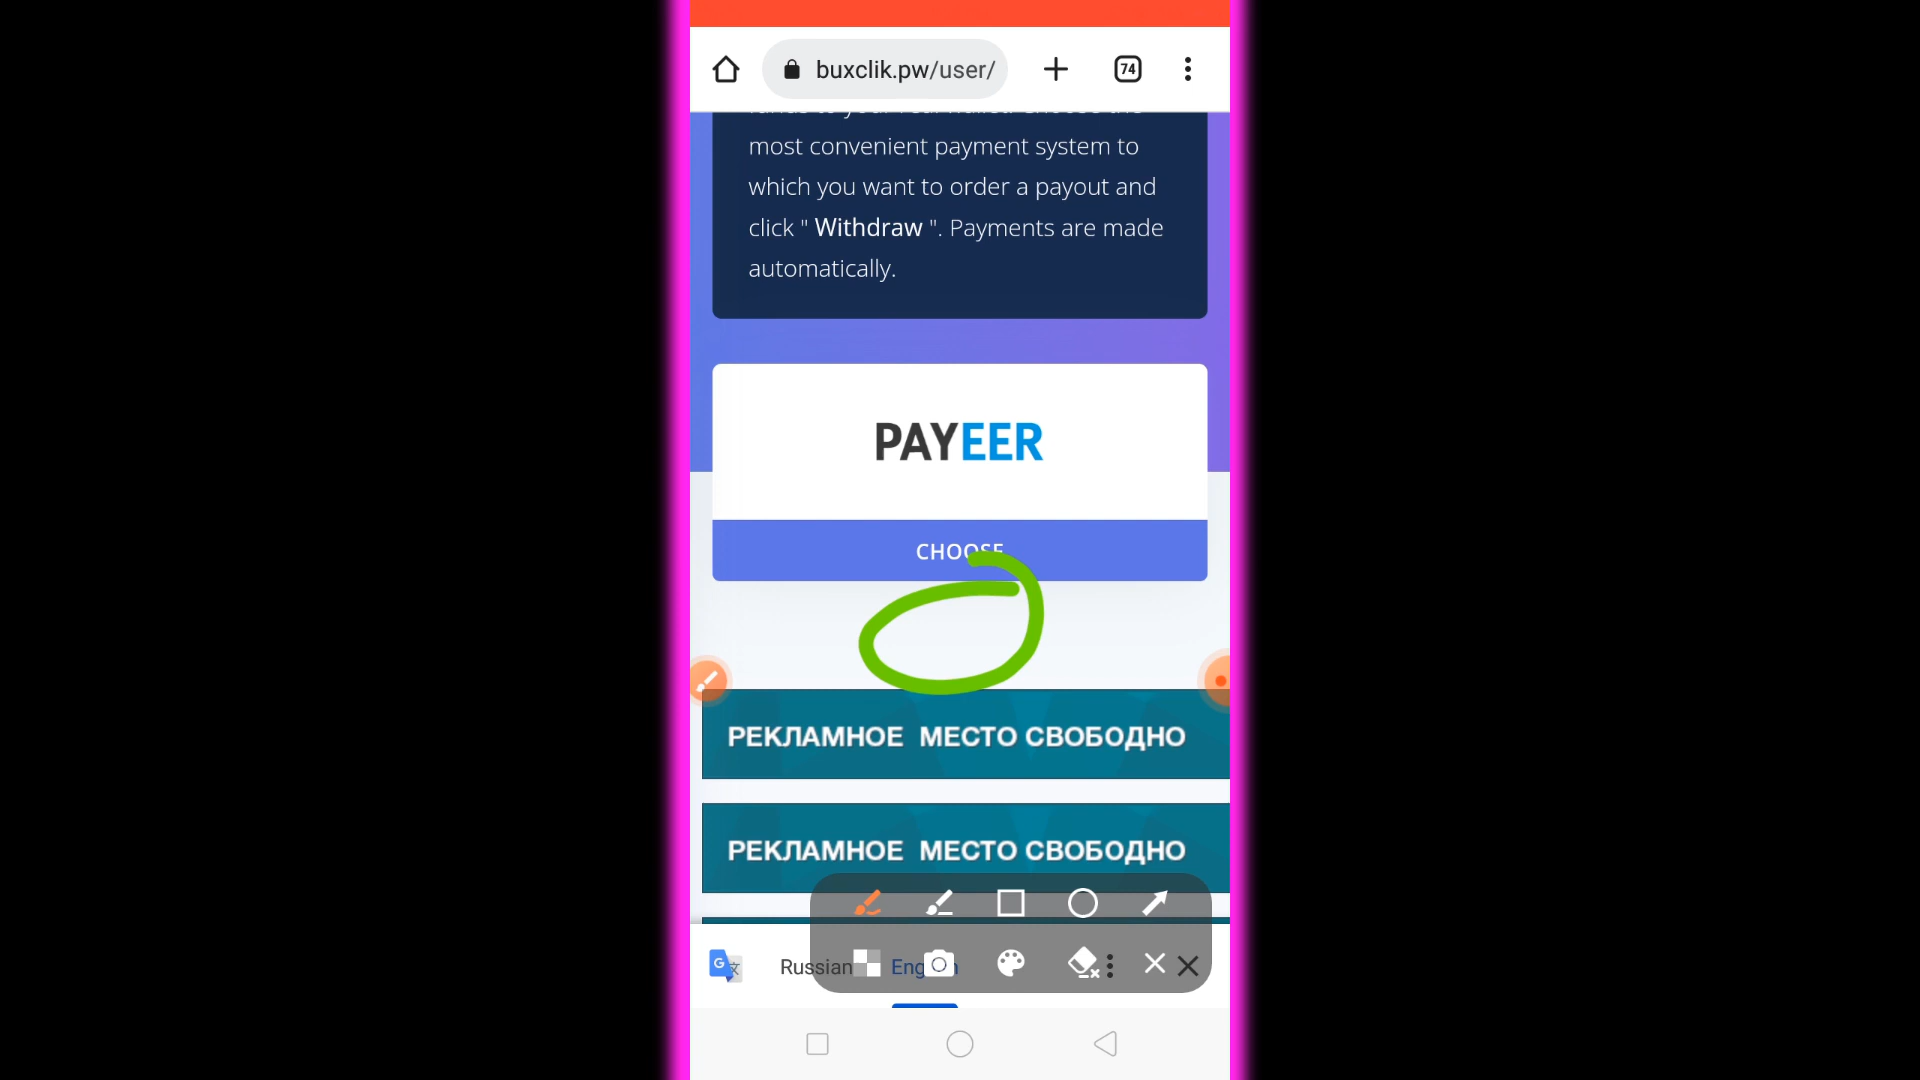 buxclik.pw/user/
74
most convenient payment system to
which you want to order a payout and
click " Withdraw ". Payments are made
automatically.
PAYEER
CHOOSE
РЕКЛАМНОЕ МЕСТО СВОБОДНО
РЕКЛАМНОЕ МЕСТО СВОБОДНО
Russian